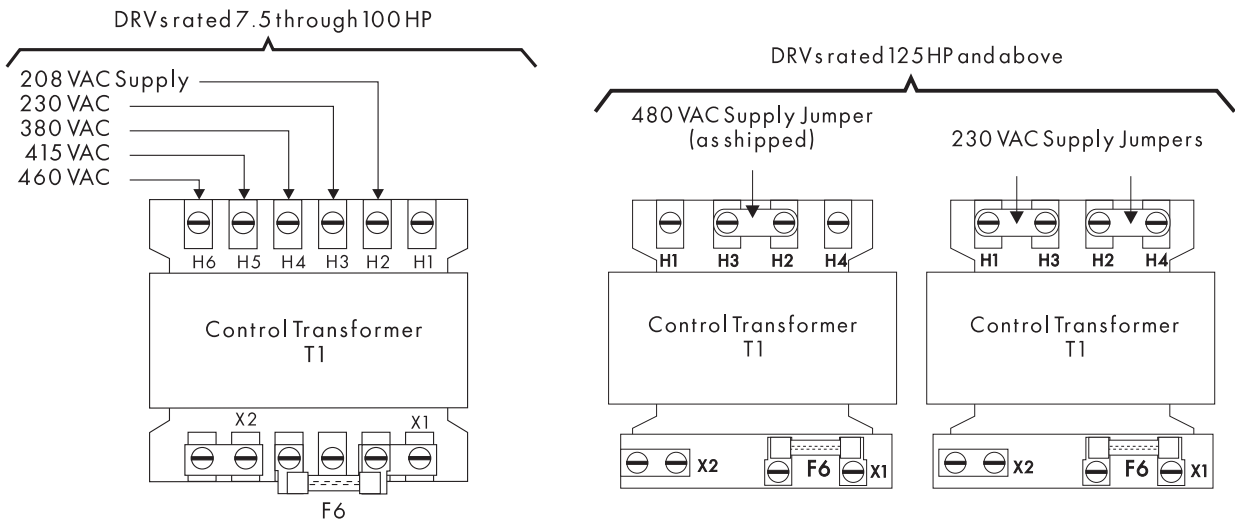 DRVs rated 7.5 through 100 HP
208 VAC Supply
230 VAC
380 VAC
415 VAC
460 VAC
H6 H5 H4 H3 H2 H1
Control Transformer
T1
X2 X1
F6
DRVs rated 125 HP and above
480 VAC Supply Jumper
(as shipped)
H1 H3 H2 H4
Control Transformer
T1
X2 F6 X1
230 VAC Supply Jumpers
H1 H3 H2 H4
Control Transformer
T1
X2 F6 X1